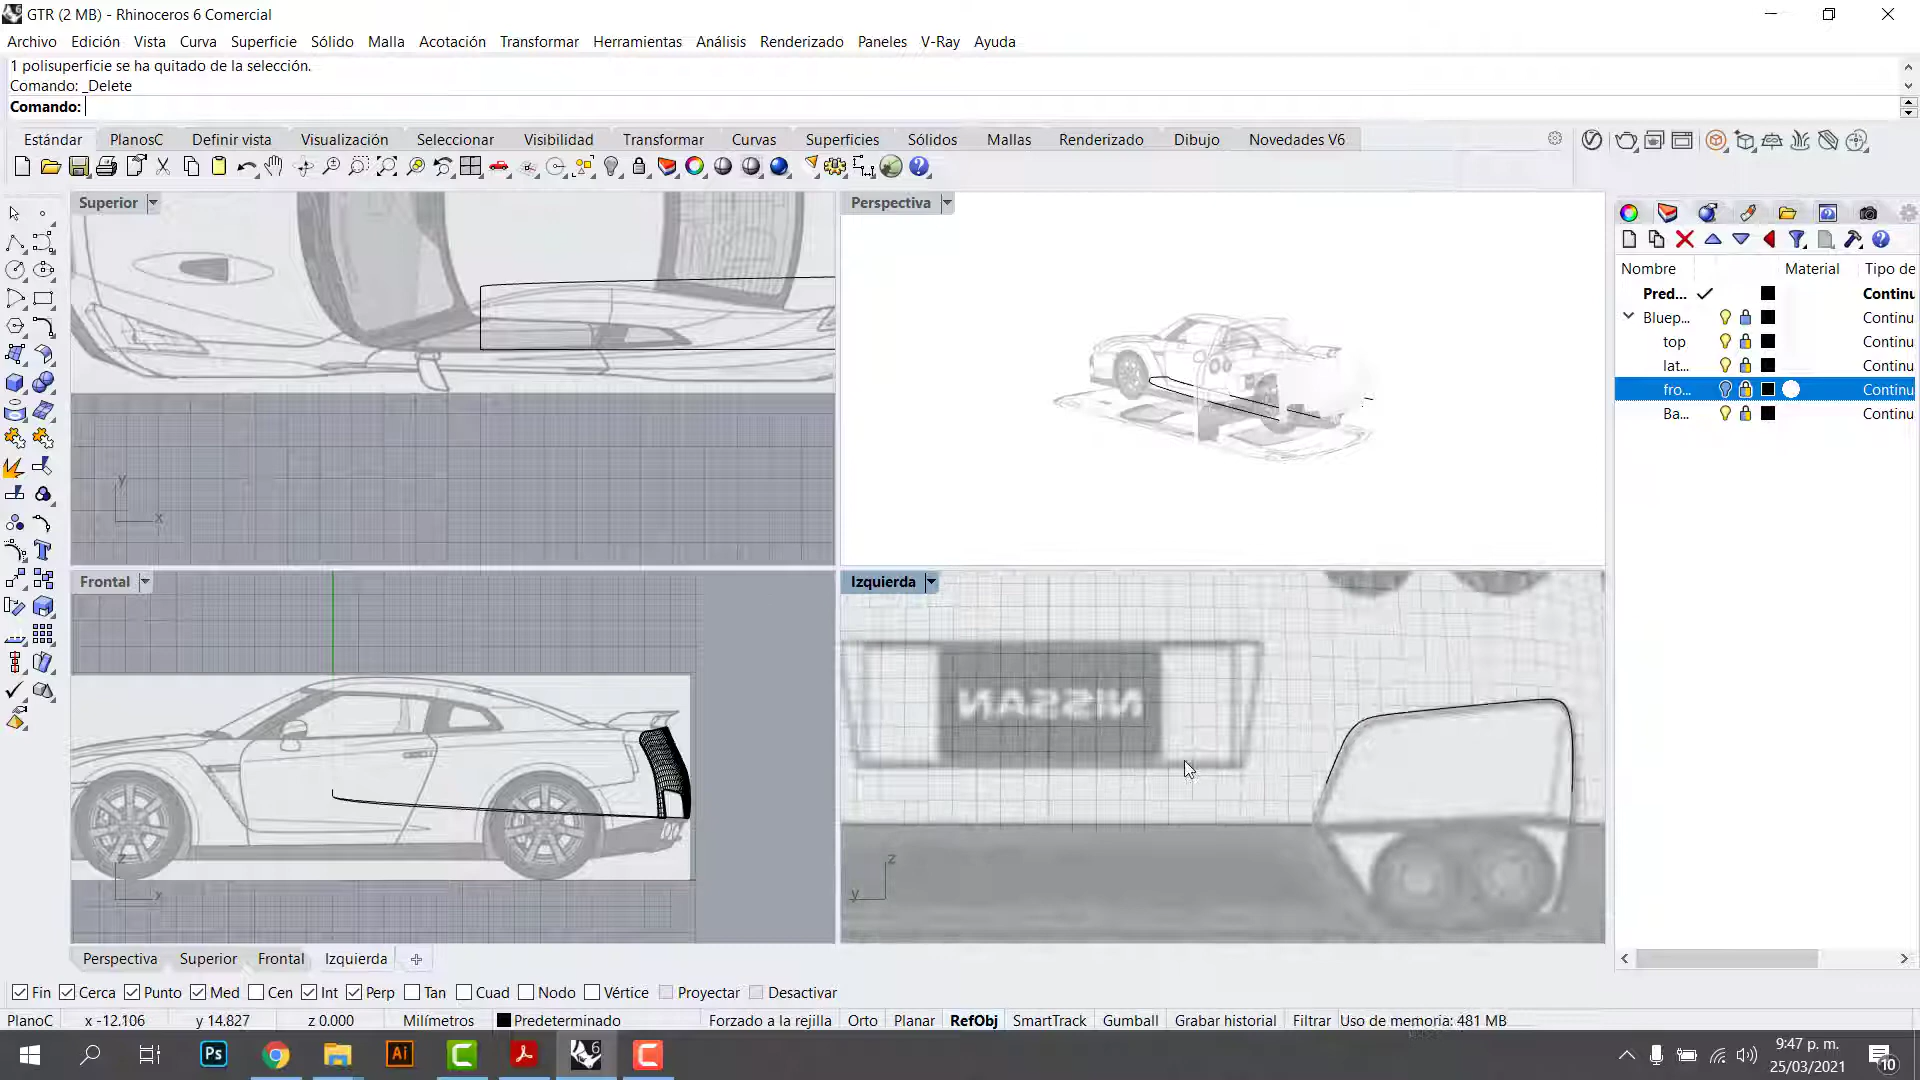 GTR (2 MB) - Rhinoceros 6 Comercial
Archivo Edición Vista Curva Superficie Sólido Malla Acotación Transformar Herramientas Análisis Renderizado Paneles V-Ray Ayuda
1 polisuperficie se ha quitado de la selección.
Comando: _Delete
Comando:
Estándar PlanosC Definir vista Visualización Seleccionar Visibilidad Transformar Curvas Superficies Sólidos Mallas Renderizado Dibujo Novedades V6
Superior
Perspectiva
Nombre Material Tipo de
Pred... Continu
Bluep... Continu
top Continu
lat... Continu
fro... Continu
Ba... Continu
y
x
Frontal
Izquierda
NISSAN
z
x
z
y
Perspectiva Superior Frontal Izquierda
Fin Cerca Punto Med Cen Int Perp Tan Cuad Nodo Vértice Proyectar Desactivar
PlanoC x -12.106 y 14.827 z 0.000 Milímetros Predeterminado Forzado a la rejilla Orto Planar RefObj SmartTrack Gumball Grabar historial Filtrar Uso de memoria: 481 MB
Ps Ai 6
9:47 p. m.
25/03/2021
10